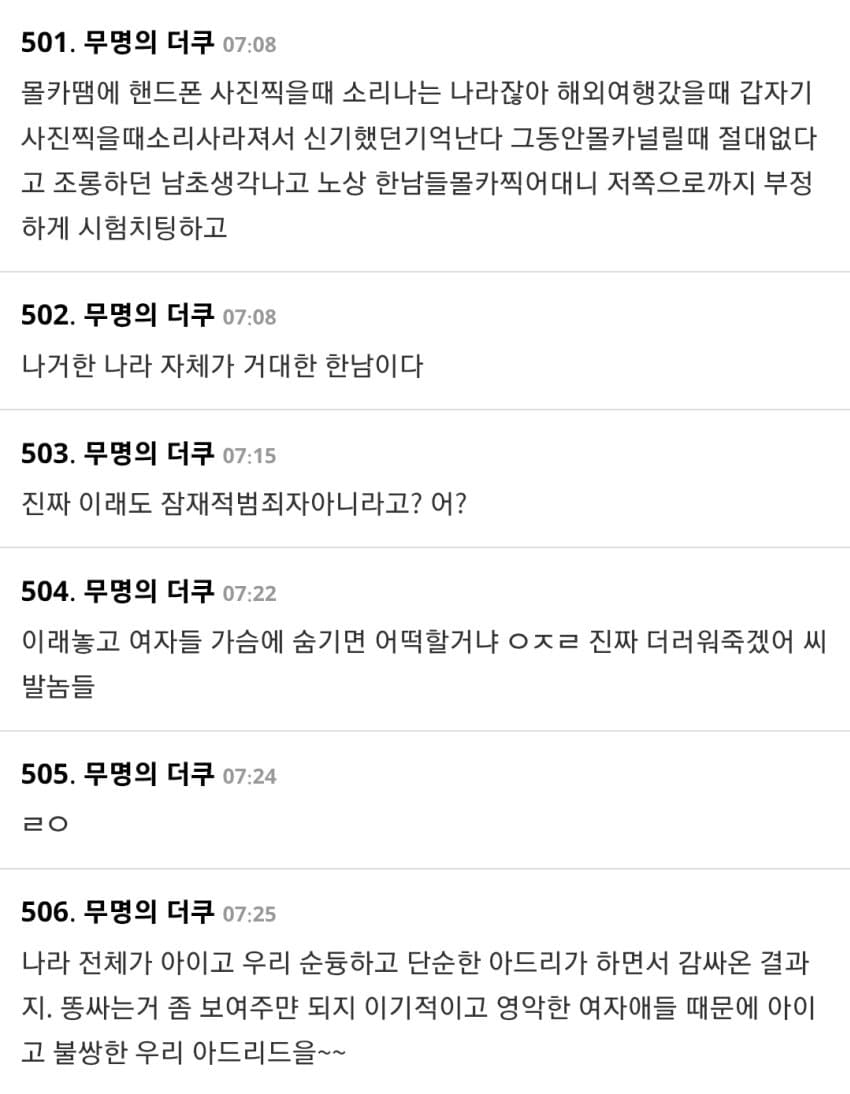 501. 무명의 더쿠 07:08
몰카땜에 핸드폰 사진찍을때 소리나는 나라잖아 해외여행갔을때 갑자기
사진찍을때소리사라져서 신기했던기억난다 그동안몰카널릴때 절대없다
고 조롱하던 남초생각나고 노상 한남들몰카찍어대니 저쪽으로까지 부정
하게 시험치팅하고
502. 무명의 더쿠 07:08
나거한 나라 자체가 거대한 한남이다
503. 무명의 더쿠 07:15
진짜 이래도 잠재적범죄자아니라고? 어?
504. 무명의 더쿠 07:22
이래놓고 여자들 가슴에 숨기면 어떡할거냐 ㅇㅈㄹ 진짜 더러워죽겠어 씨
발놈들
505. 무명의 더쿠 07:24
ㄹㅇ
506. 무명의 더쿠 07:25
나라 전체가 아이고 우리 순듕하고 단순한 아드리가 하면서 감싸온 결과
지. 똥싸는거 좀 보여주먄 되지 이기적이고 영악한 여자애들 때문에 아이
고 불쌍한 우리 아드리드을~~